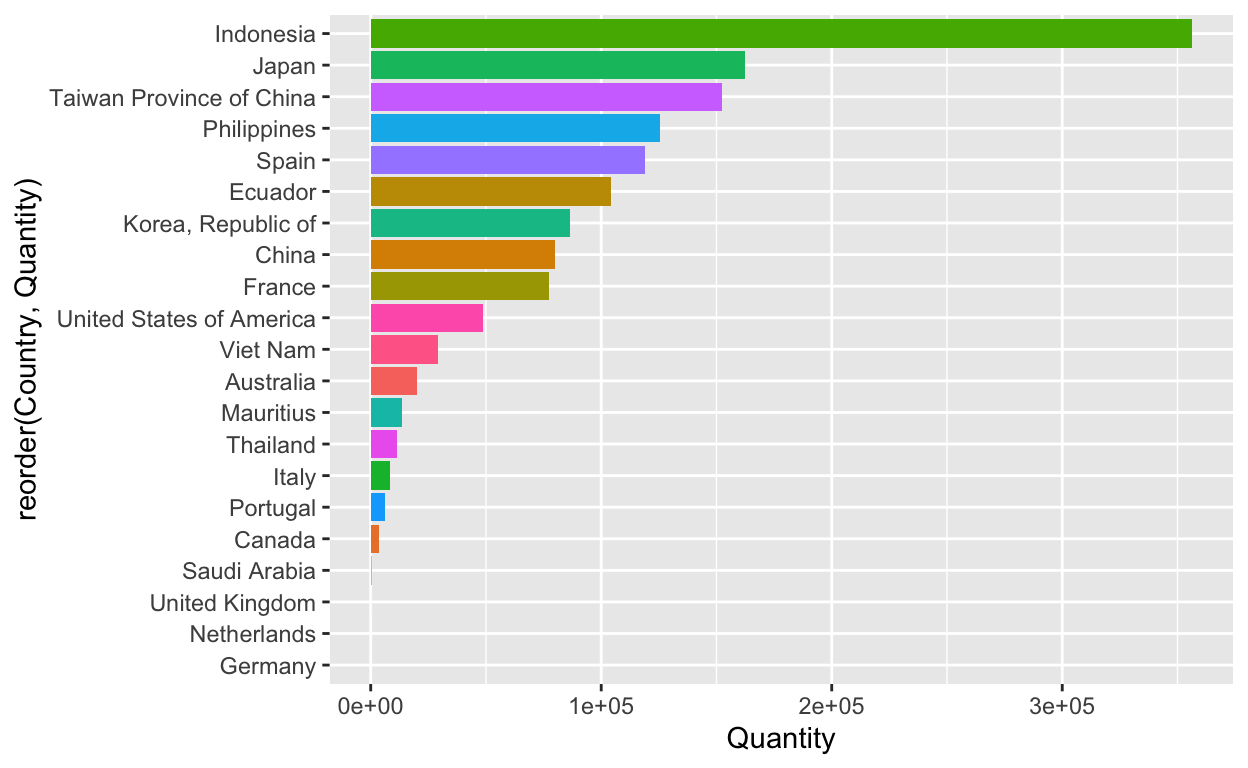 Indonesia
Japan
Taiwan Province of China
Philippines
Spain
Ecuador
Korea, Republic of
China
France
United States of America
Viet Nam
Australia
Mauritius
Thailand
Italy
Portugal
Canada
Saudi Arabia
United Kingdom
Netherlands
Germany
reorder(Country, Quantity)
0e+00 1e+05 2e+05 3e+05
Quantity